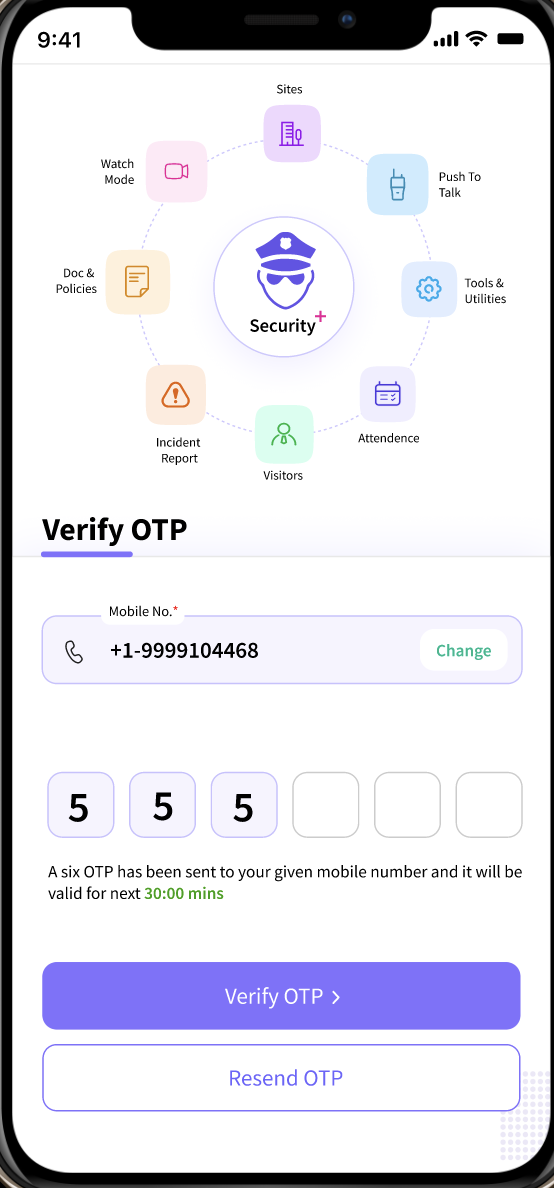 9:41
Sites
Watch
Mode
Push To
Talk
Doc &
Policies
Tools &
Utilities
Security+
Incident
Report
Attendence
Visitors
Verify OTP
Mobile No.*
+1-9999104468
Change
5 5 5
A six OTP has been sent to your given mobile number and it will be
valid for next 30:00 mins
Verify OTP >
Resend OTP